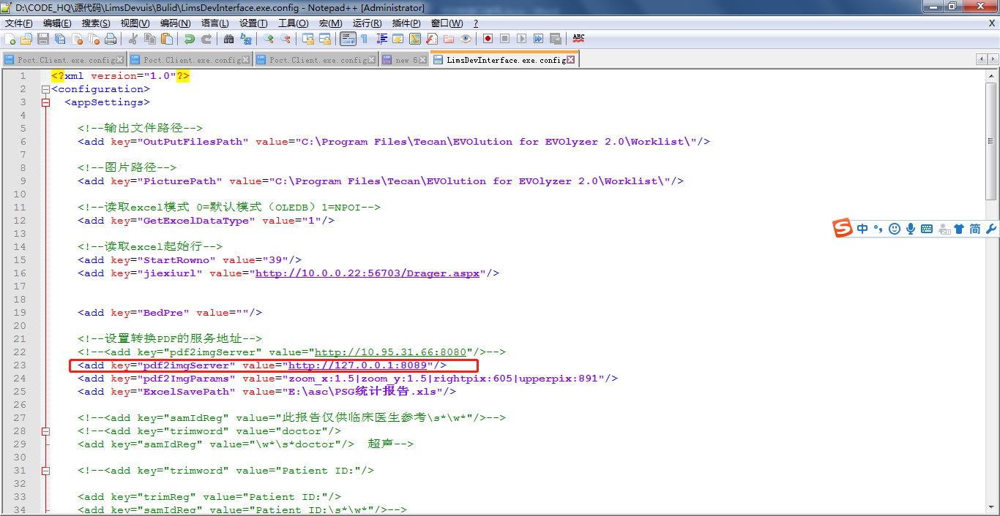 D:\CODE_HQ\源代码\LimsDevuis\Bulid\LimsDevInterface.exe.config - Notepad++ [Administrator]
文件(F) 编辑(E) 搜索(S) 视图(V) 编码(N) 语言(L) 设置(T) 工具(O) 宏(M) 运行(R) 插件(P) 窗口(W) ? X
ABC
Poct.Client.exe.config Poct.Client.exe.config Poct.Client.exe.config new 6 LimsDevInterface.exe.config
1 <?xml version="1.0"?>
2 <configuration>
3 <appSettings>
4
5 <!--输出文件路径-->
6 <add key="OutPutFilesPath" value="C:\Program Files\Tecan\EVOlution for EVOlyzer 2.0\Worklist\"/>
7
8 <!--图片路径-->
9 <add key="PicturePath" value="C:\Program Files\Tecan\EVOlution for EVOlyzer 2.0\Worklist\"/>
10
11 <!--读取excel模式 0=默认模式（OLEDB）1=NPOI-->
12 <add key="GetExcelDataType" value="1"/>
13
14 <!--读取excel起始行-->
15 <add key="StartRowno" value="39"/>
16 <add key="jiexiurl" value="http://10.0.0.22:56703/Drager.aspx"/>
17
18
19 <add key="BedPre" value=""/>
20
21 <!--设置转换PDF的服务地址-->
22 <!--<add key="pdf2imgServer" value="http://10.95.31.66:8080"/>-->
23 <add key="pdf2imgServer" value="http://127.0.0.1:8089"/>
24 <add key="pdf2ImgParams" value="zoom_x:1.5|zoom_y:1.5|rightpix:605|upperpix:891"/>
25 <add key="ExcelSavePath" value="E:\asc\PSG统计报告.xls"/>
26
27 <!--<add key="samIdReg" value="此报告仅供临床医生参考\s*\w*"/>-->
28 <!--<add key="trimword" value="doctor"/>
29 <add key="samIdReg" value="\w*\s*doctor"/> 超声-->
30
31 <!--<add key="trimword" value="Patient ID:"/>
32
33 <add key="trimReg" value="Patient ID:"/>
34 <add key="samIdReg" value="Patient ID:\s*\w*"/>-->
中 简